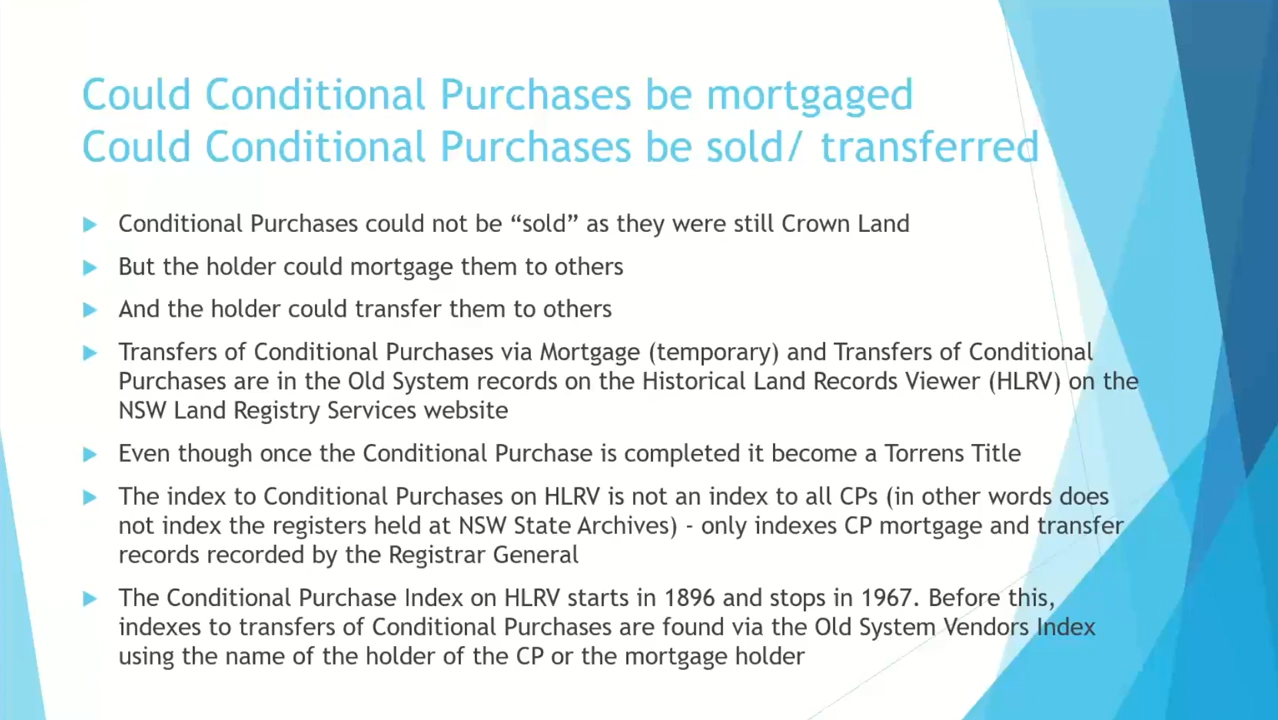 Could Conditional Purchases be mortgaged
Could Conditional Purchases be sold/ transferred
Conditional Purchases could not be “sold” as they were still Crown Land
But the holder could mortgage them to others
And the holder could transfer them to others
Transfers of Conditional Purchases via Mortgage (temporary) and Transfers of Conditional
Purchases are in the Old System records on the Historical Land Records Viewer (HLRV) on the
NSW Land Registry Services website
Even though once the Conditional Purchase is completed it become a Torrens Title
The index to Conditional Purchases on HLRV is not an index to all CPs (in other words does
not index the registers held at NSW State Archives) - only indexes CP mortgage and transfer
records recorded by the Registrar General
The Conditional Purchase Index on HLRV starts in 1896 and stops in 1967. Before this,
indexes to transfers of Conditional Purchases are found via the Old System Vendors Index
using the name of the holder of the CP or the mortgage holder